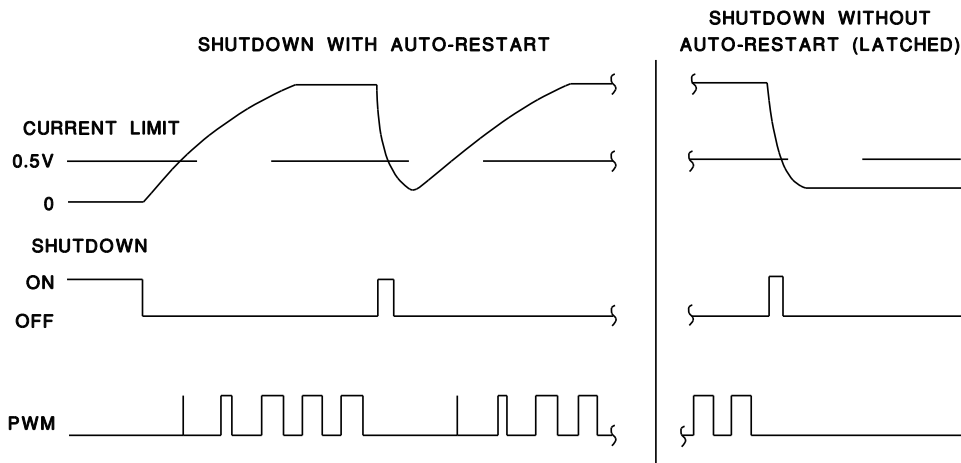 SHUTDOWN WITH AUTO-RESTART
SHUTDOWN WITHOUT
AUTO-RESTART (LATCHED)
CURRENT LIMIT
0.5V
0
SHUTDOWN
ON
OFF
PWM